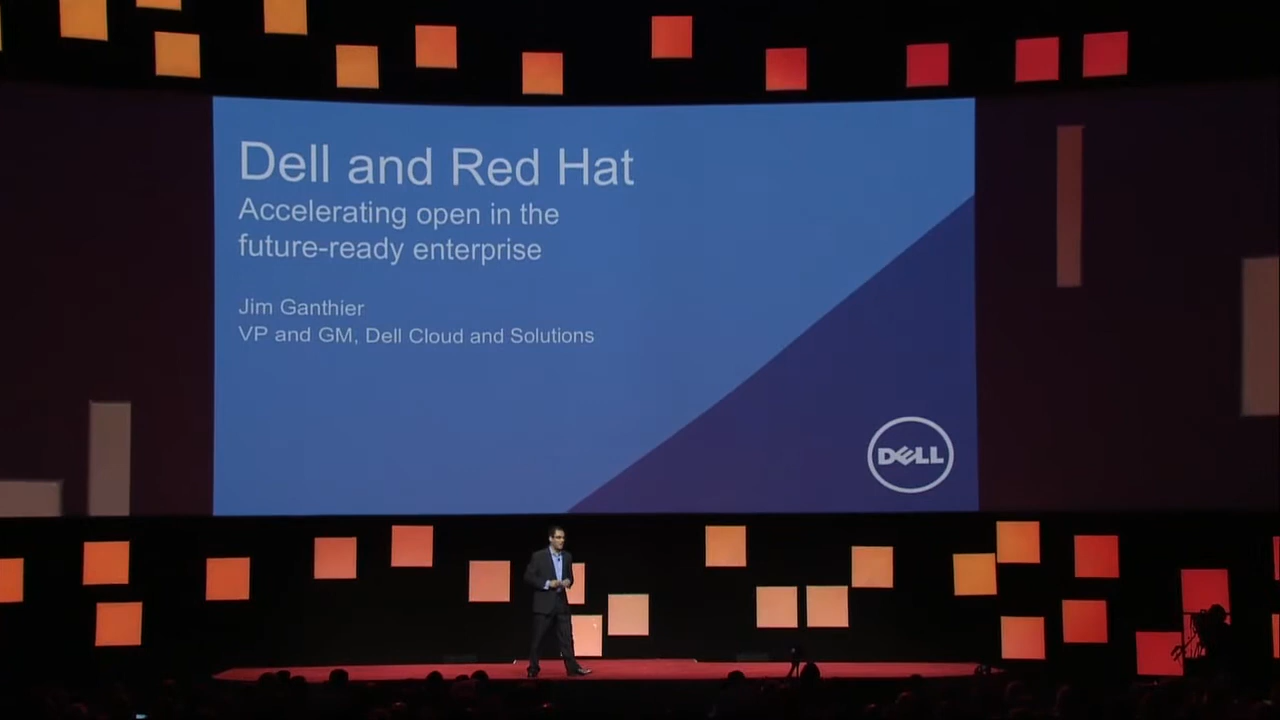 Dell and Red Hat
Accelerating open in the
future-ready enterprise
Jim Ganthier
VP and GM, Dell Cloud and Solutions
DELL